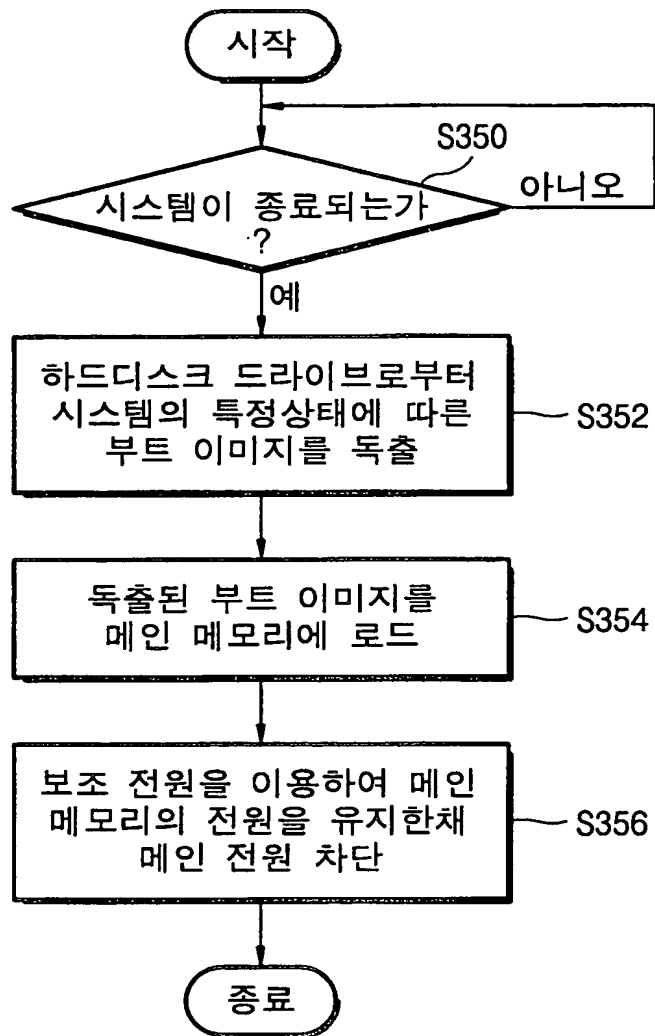 시작
S350
시스템이 종료되는가
?
아니오
예
하드디스크 드라이브로부터
시스템의 특정상태에 따른
부트 이미지를 독출
S352
독출된 부트 이미지를
메인 메모리에 로드
S354
보조 전원을 이용하여 메인
메모리의 전원을 유지한채
메인 전원 차단
S356
종료